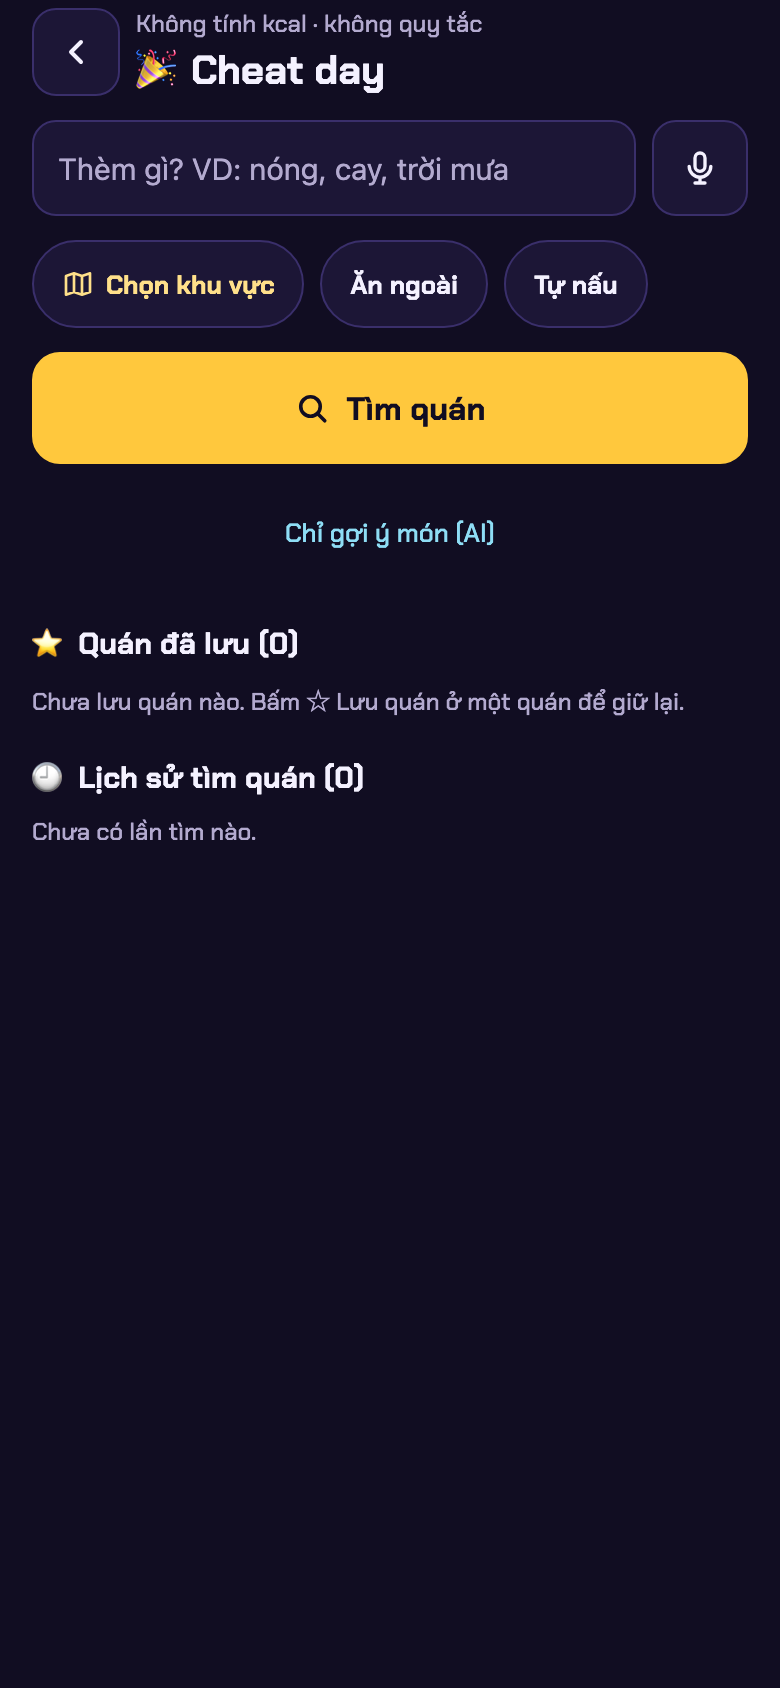 Không tính kcal · không quy tắc
🎉 Cheat day
Thèm gì? VD: nóng, cay, trời mưa
Chọn khu vực
Ăn ngoài
Tự nấu
Tìm quán
Chỉ gợi ý món (AI)
⭐ Quán đã lưu (0)
Chưa lưu quán nào. Bấm ☆ Lưu quán ở một quán để giữ lại.
🕘 Lịch sử tìm quán (0)
Chưa có lần tìm nào.